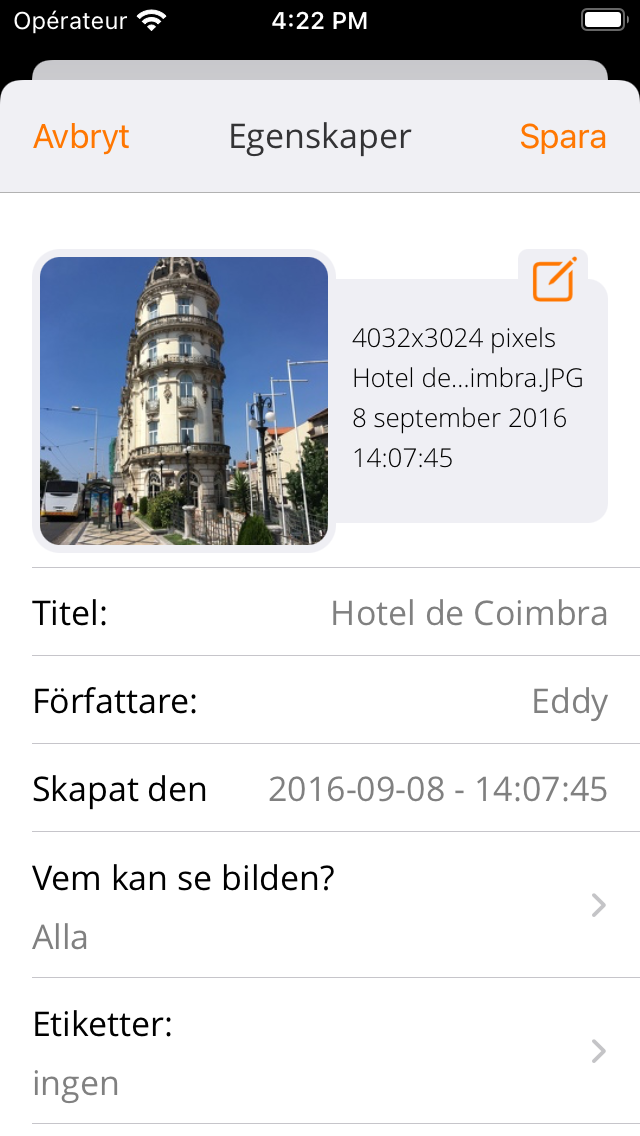 Opérateur 4:22 PM
Avbryt Egenskaper Spara
4032x3024 pixels
Hotel de...imbra.JPG
8 september 2016
14:07:45
Titel: Hotel de Coimbra
Författare: Eddy
Skapat den 2016-09-08 - 14:07:45
Vem kan se bilden?
Alla
Etiketter:
ingen